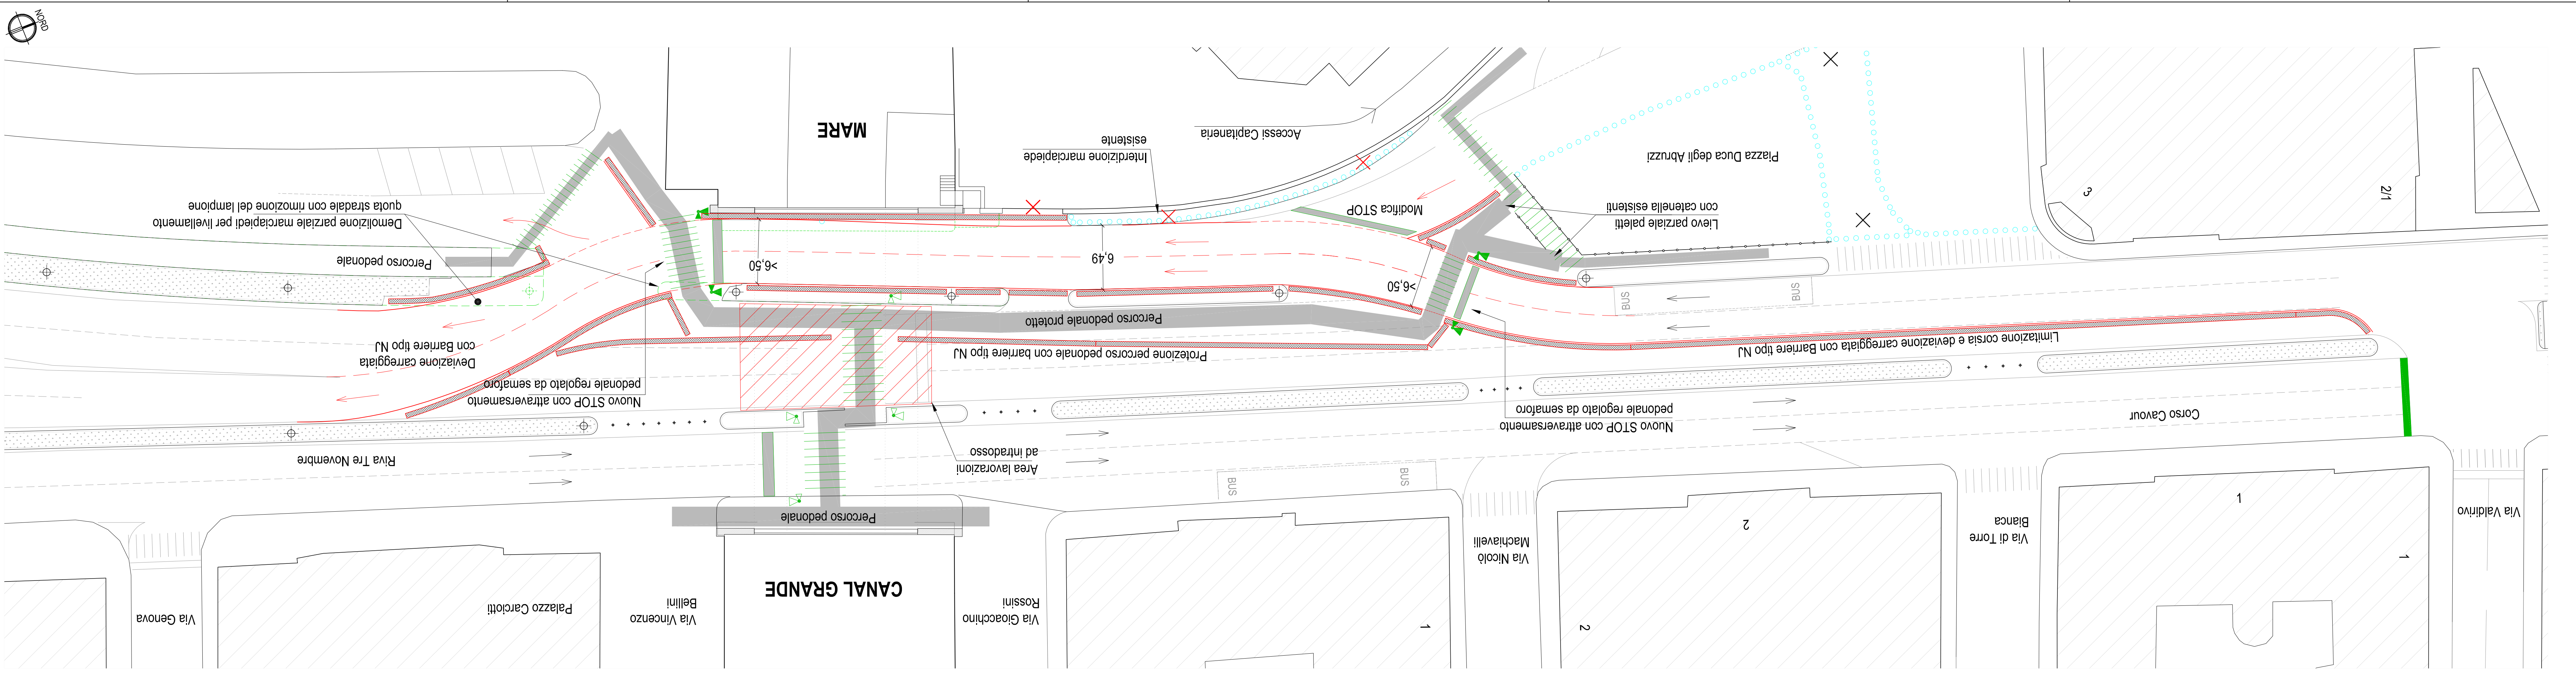 NORD
MARE
Accessi Capitaneria
Interdizione marciapiede
esistente
Piazza Duca degli Abruzzi
3
2/1
Demolizione parziale marciapiedi per livellamento
quota stradale con rimozione del lampione
Modifica STOP
Lievo parziale paletti
con catenella esistenti
Percorso pedonale
>6,50
6,49
>6,50
BUS
BUS
Percorso pedonale protetto
Deviazione carreggiata
con Barriere tipo NJ
Protezione percorso pedonale con barriere tipo NJ
Limitazione corsia e deviazione carreggiata con Barriere tipo NJ
Nuovo STOP con attraversamento
pedonale regolato da semaforo
Nuovo STOP con attraversamento
pedonale regolato da semaforo
Corso Cavour
Riva Tre Novembre
Area lavorazioni
ad intradosso
BUS
BUS
Percorso pedonale
CANAL GRANDE
Via Genova
Palazzo Carciotti
Via Vincenzo
Bellini
Via Gioacchino
Rossini
1
Via Nicolò
Machiavelli
2
2
Via di Torre
Bianca
1
1
Via Valdirivo